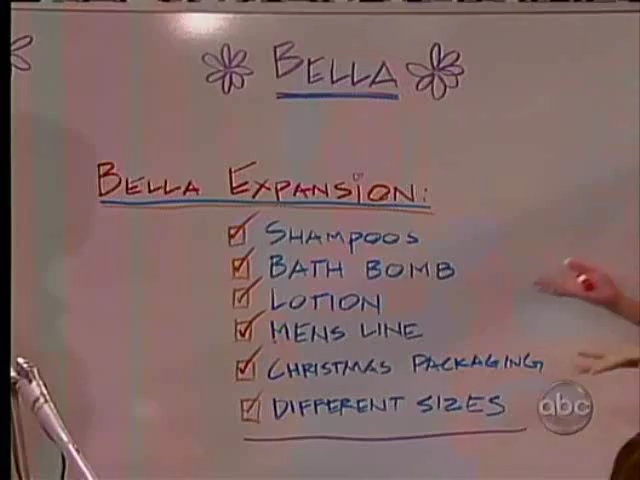 BELLA
BELLA EXPANSION:
SHAMPOOS
BATH BOMB
LOTION
MENS LINE
CHRISTMAS PACKAGING
DIFFERENT SIZES
abc